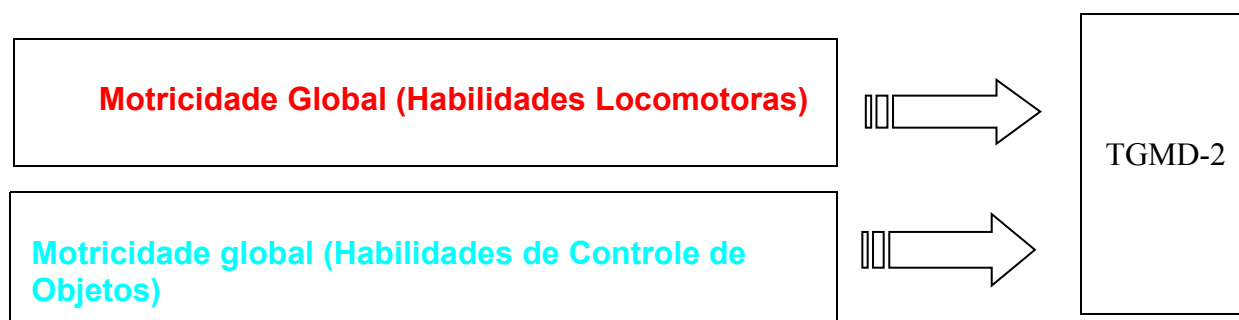 Motricidade Global (Habilidades Locomotoras)
TGMD-2
Motricidade global (Habilidades de Controle de
Objetos)